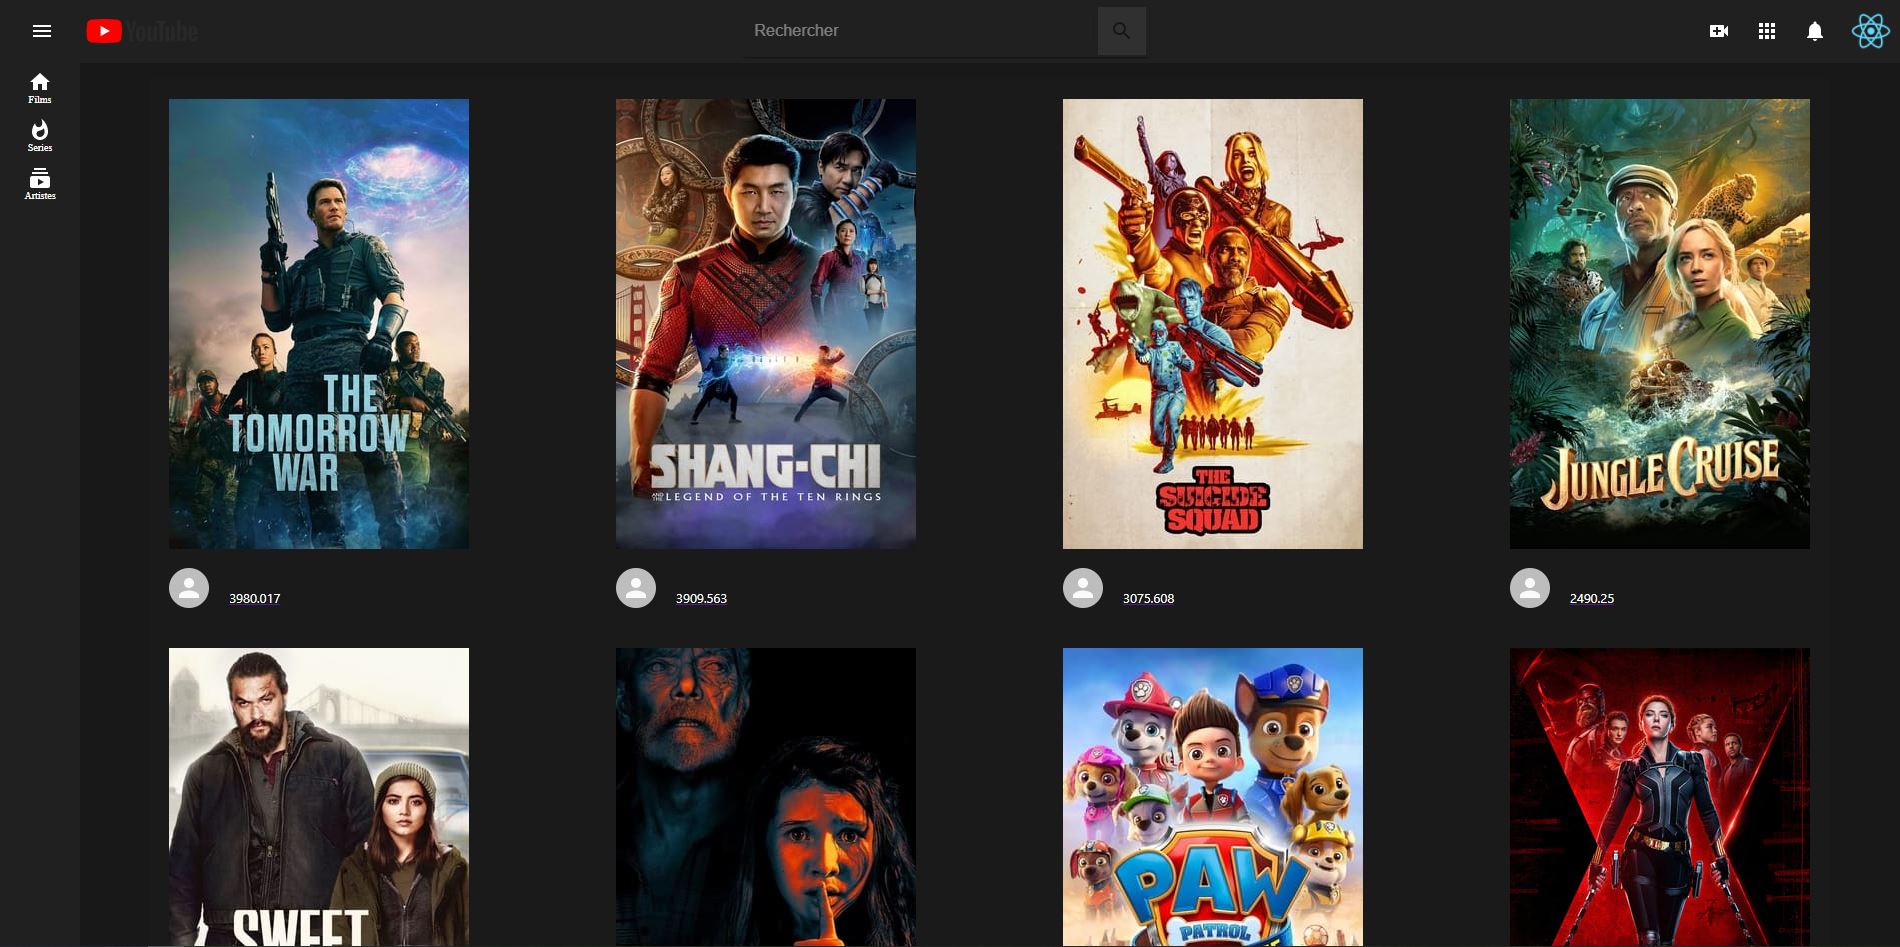 YouTube
Rechercher
Films
Series
Artistes
THE
TOMORROW
WAR
SHANG-CHI
AND THE LEGEND OF THE TEN RINGS
THE
SUICIDE
SQUAD
JUNGLE CRUISE
3980.017
3909.563
3075.608
2490.25
SWEET
PAW
PATROL